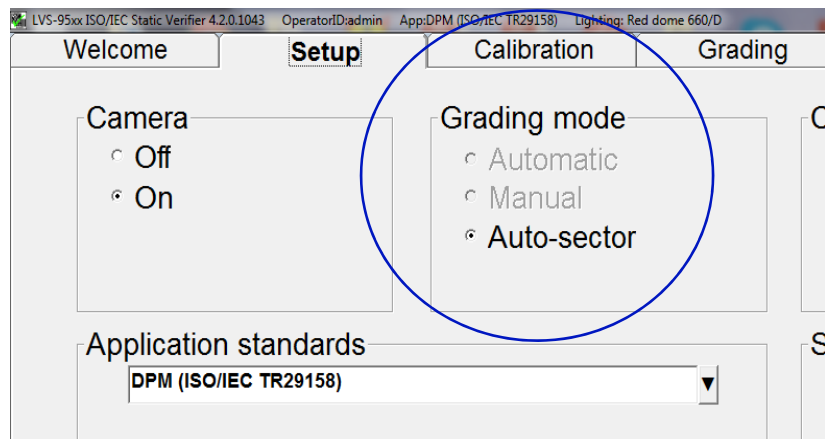 LVS-95xx ISO/IEC Static Verifier 4.2.0.1043 OperatorID:admin App:DPM (ISO/IEC TR29158) Lighting: Red dome 660/D
Welcome Setup Calibration Grading
Camera Grading mode
Off Automatic
On Manual
Auto-sector
Application standards
DPM (ISO/IEC TR29158)